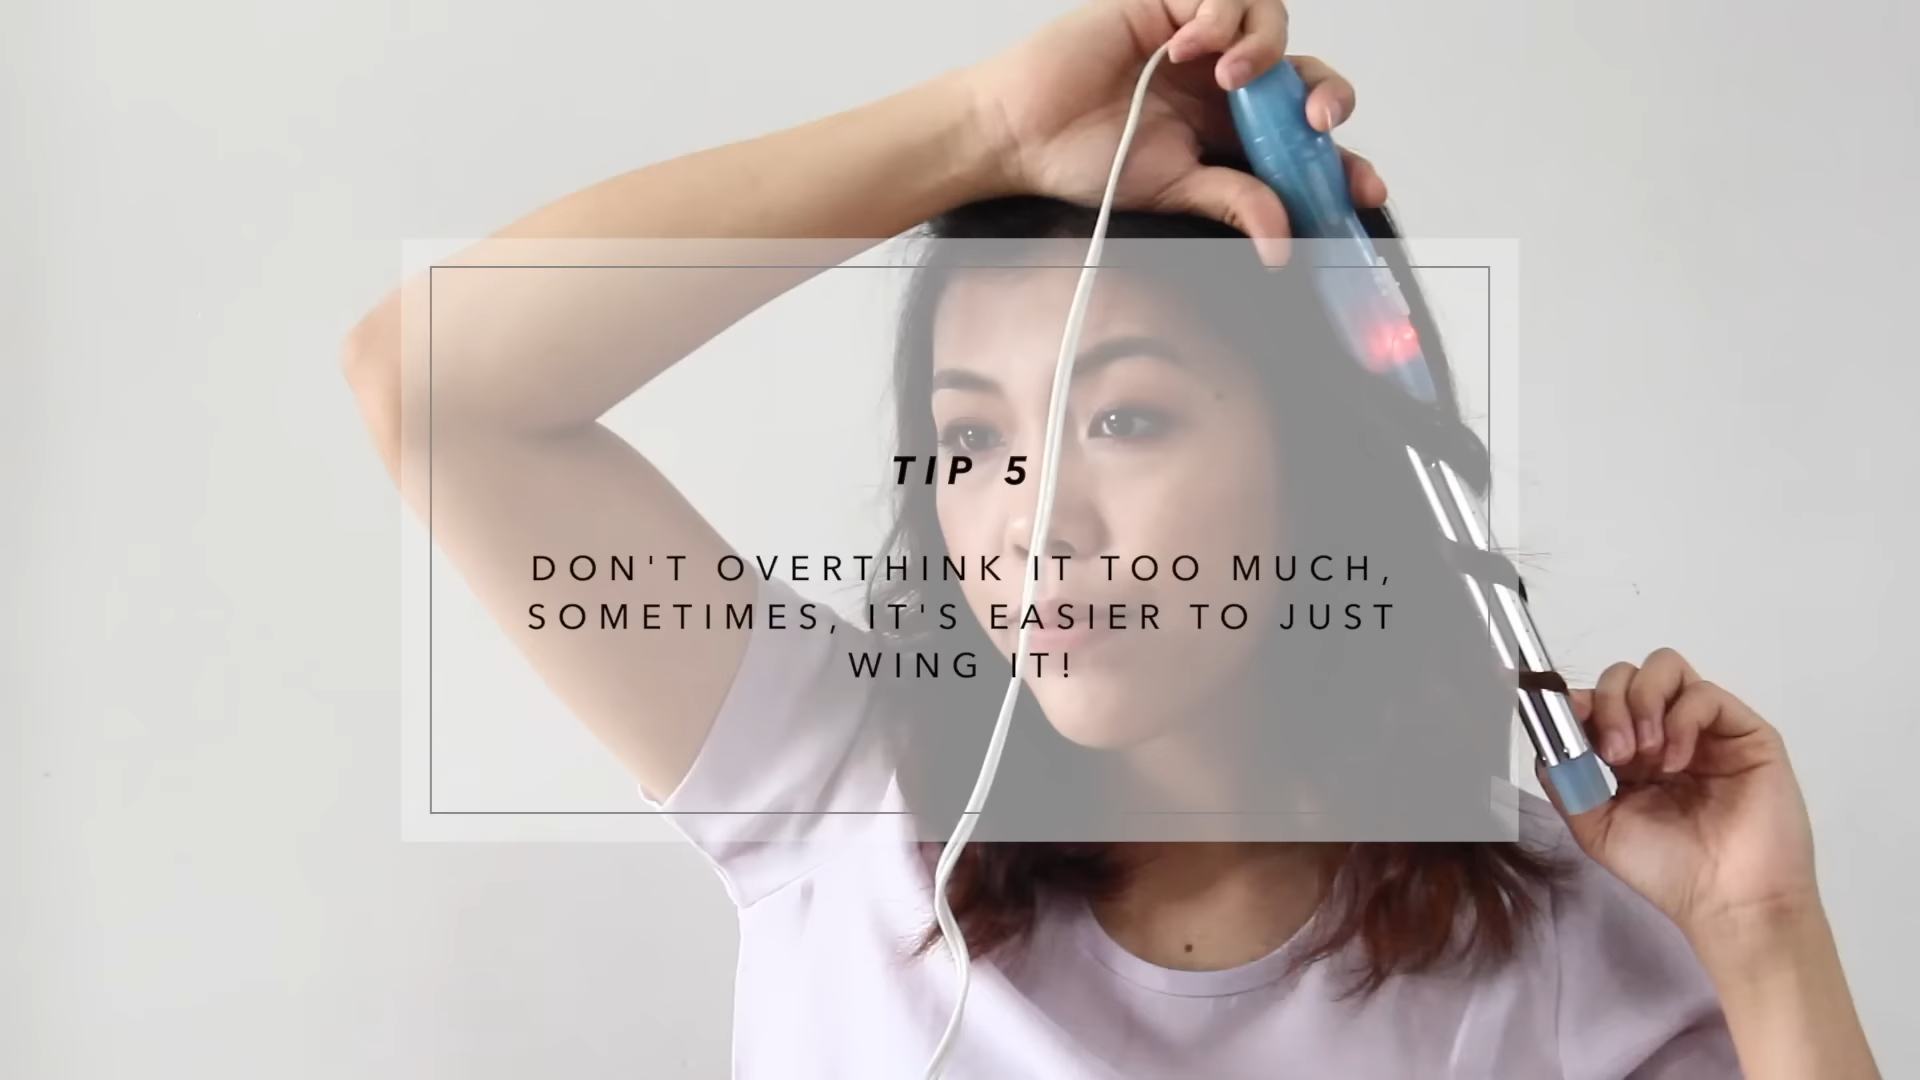 TIP 5
DON'T OVERTHINK IT TOO MUCH,
SOMETIMES, IT'S EASIER TO JUST
WING IT!